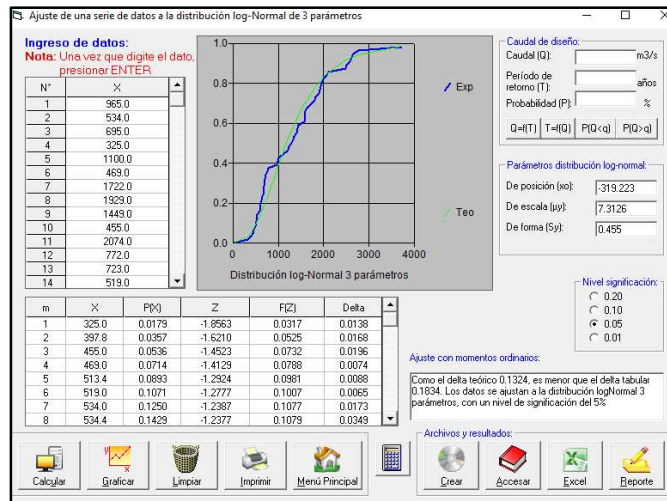 Ajuste de una serie de datos a la distribución log-Normal de 3 parámetros
Ingreso de datos:
Nota: Una vez que digite el dato,
presionar ENTER
N° X
1 965.0
2 534.0
3 695.0
4 325.0
5 1100.0
6 469.0
7 1722.0
8 1929.0
9 1449.0
10 455.0
11 2074.0
12 772.0
13 723.0
14 519.0
1.0
0.8
0.6
0.4
0.2
0.0
0 1000 2000 3000 4000
Exp
Teo
Distribución log-Normal 3 parámetros
Caudal de diseño:
Caudal (Q): m3/s
Período de
retorno (T): años
Probabilidad (P): %
Q=f(T) T=f(Q) P(Q<q) P(Q>q)
Parámetros distribución log-normal:
De posición (xo): -319.223
De escala (µy): 7.3126
De forma (Sy): 0.455
Nivel significación:
0.20
0.10
0.05
0.01
m X P(X) Z F(Z) Delta
1 325.0 0.0179 -1.8563 0.0317 0.0138
2 397.8 0.0357 -1.6210 0.0525 0.0168
3 455.0 0.0536 -1.4523 0.0732 0.0196
4 469.0 0.0714 -1.4129 0.0788 0.0074
5 513.4 0.0893 -1.2924 0.0981 0.0088
6 519.0 0.1071 -1.2777 0.1007 0.0065
7 534.0 0.1250 -1.2387 0.1077 0.0173
8 534.4 0.1429 -1.2377 0.1079 0.0349
Ajuste con momentos ordinarios:
Como el delta teórico 0.1324, es menor que el delta tabular
0.1834. Los datos se ajustan a la distribución logNormal 3
parámetros, con un nivel de significación del 5%
Archivos y resultados:
Calcular Graficar Limpiar Imprimir Menú Principal Crear Accesar Excel Reporte